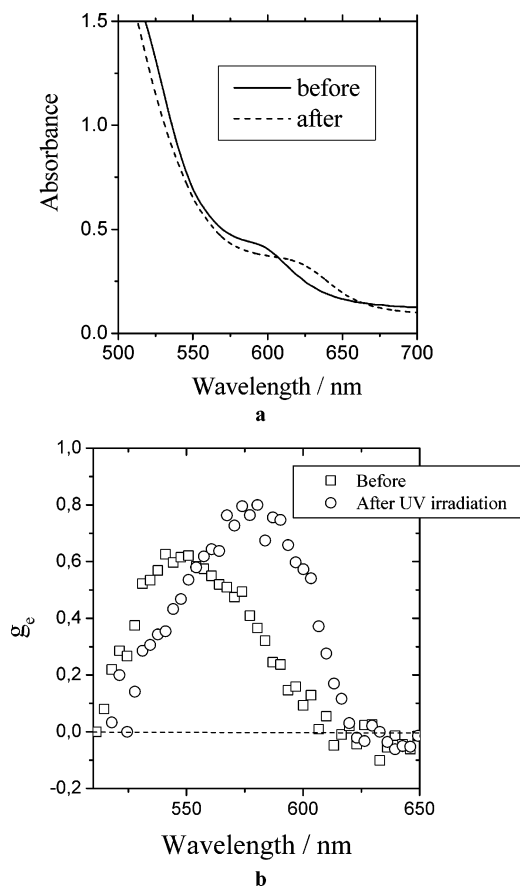 1.5
1.0
0.5
0.0
Absorbance
before
after
500 550 600 650 700
Wavelength / nm
a
1,0
0,8
0,6
0,4
0,2
0,0
-0,2
ge
Before
After UV irradiation
550 600 650
Wavelength / nm
b